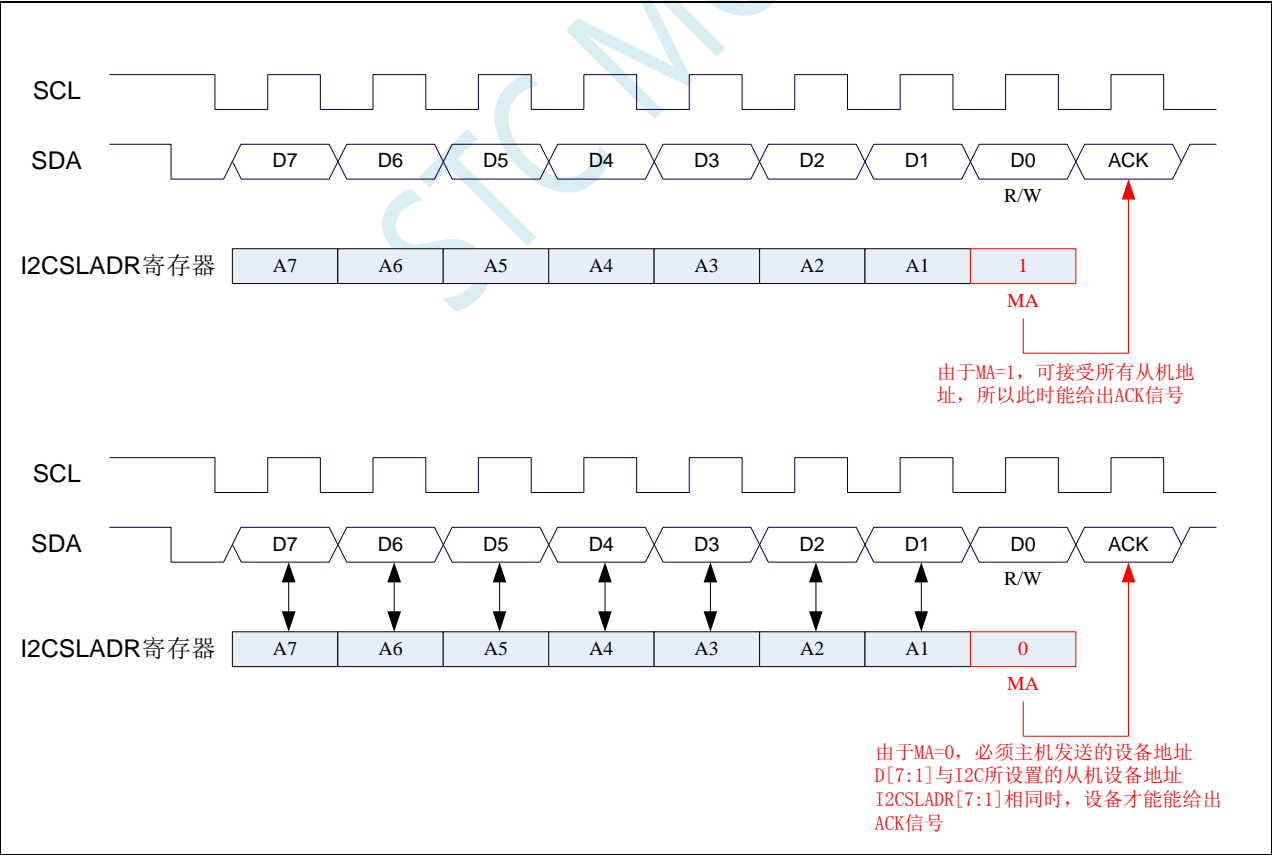 SCL
SDA D7 D6 D5 D4 D3 D2 D1 D0 ACK
R/W
I2CSLADR寄存器 A7 A6 A5 A4 A3 A2 A1 1
MA
由于MA=1，可接受所有从机地
址，所以此时能给出ACK信号
SCL
SDA D7 D6 D5 D4 D3 D2 D1 D0 ACK
R/W
I2CSLADR寄存器 A7 A6 A5 A4 A3 A2 A1 0
MA
由于MA=0，必须主机发送的设备地址
D[7:1]与I2C所设置的从机设备地址
I2CSLADR[7:1]相同时，设备才能能给出
ACK信号
STC